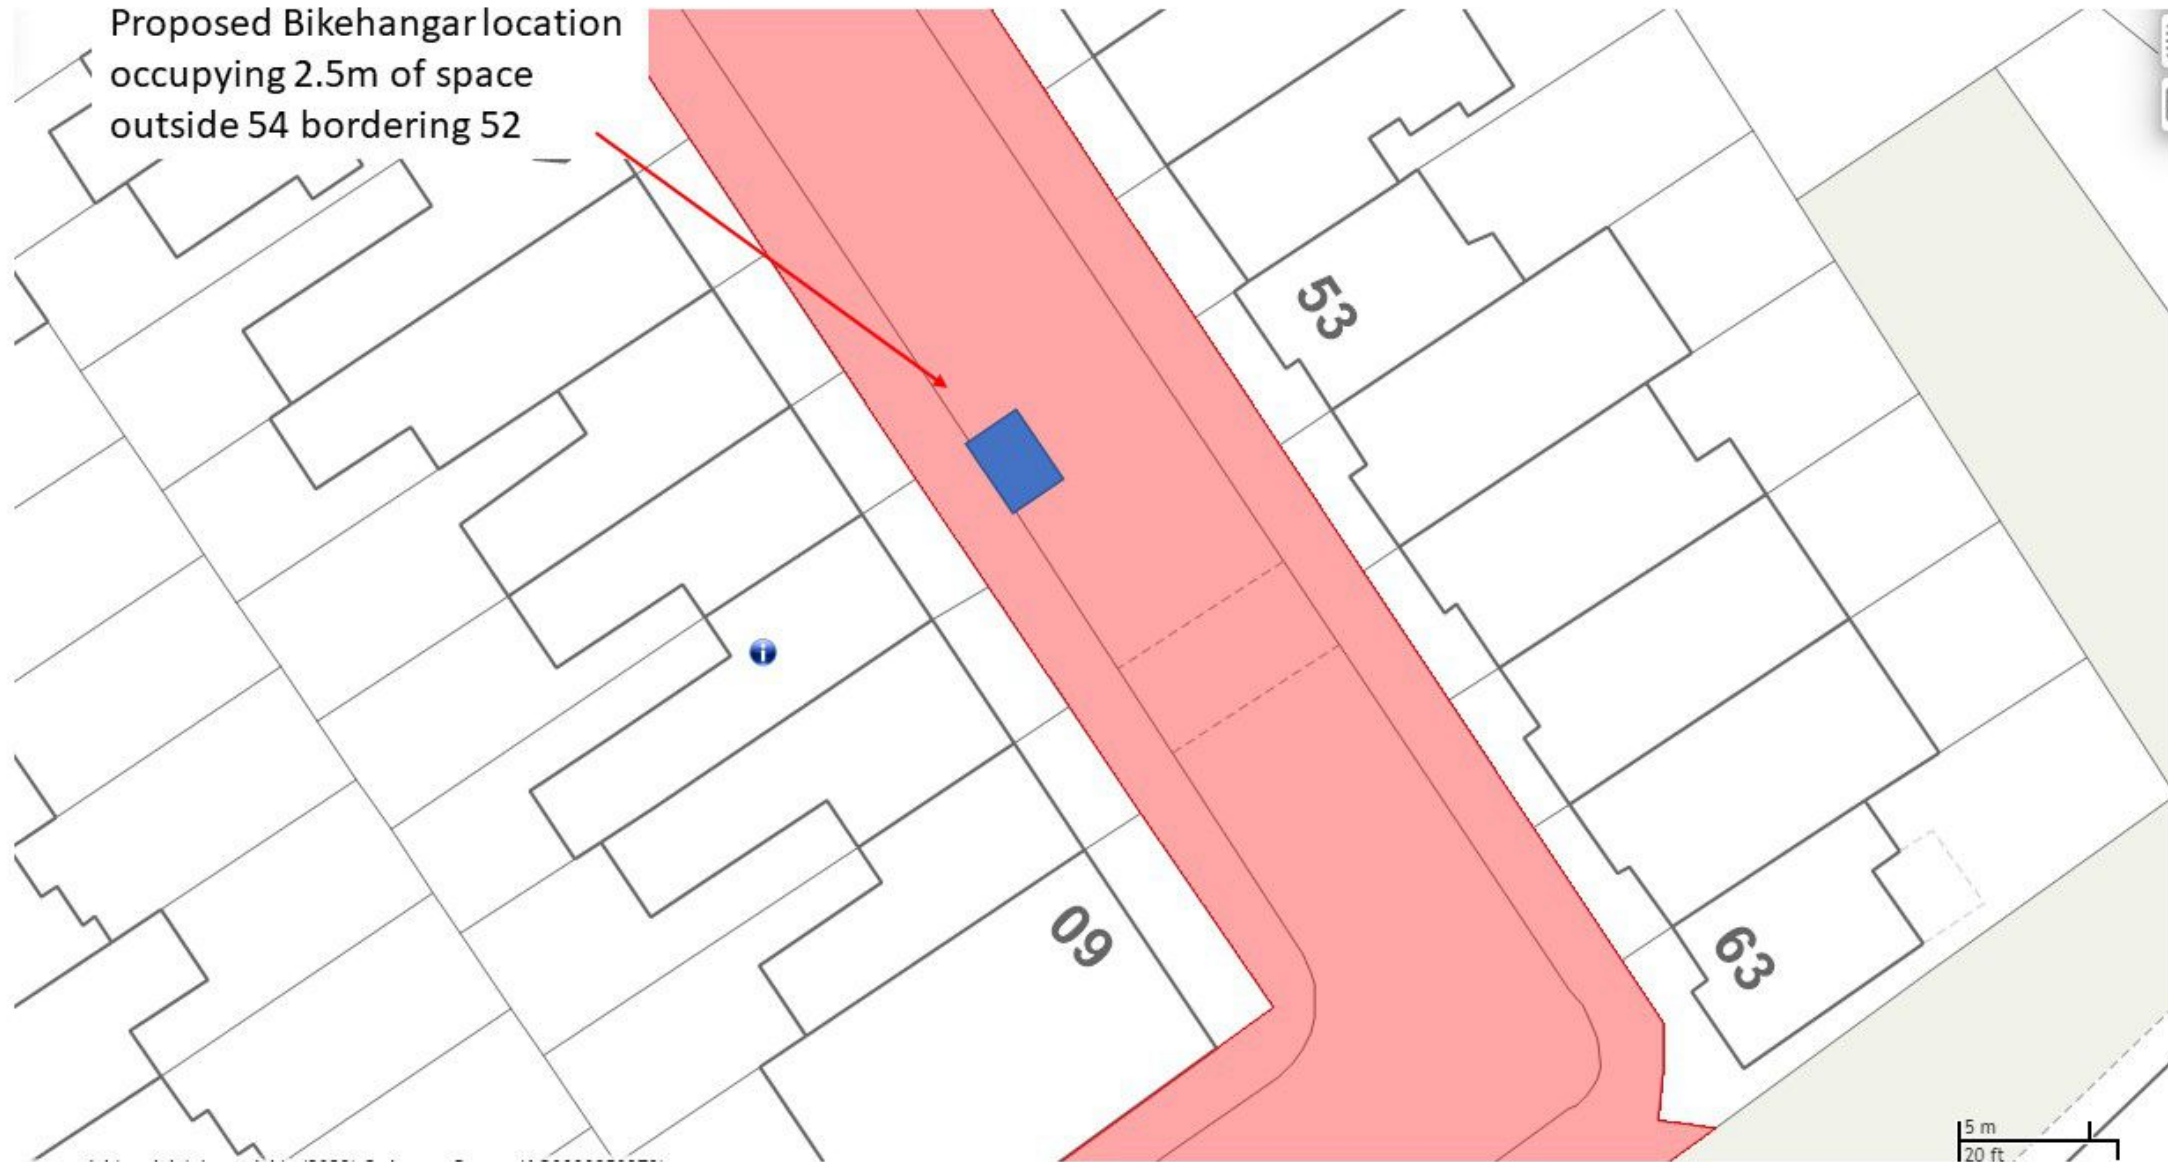 Proposed Bikehangar location
occupying 2.5m of space
outside 54 bordering 52
53
60
63
5 m
20 ft